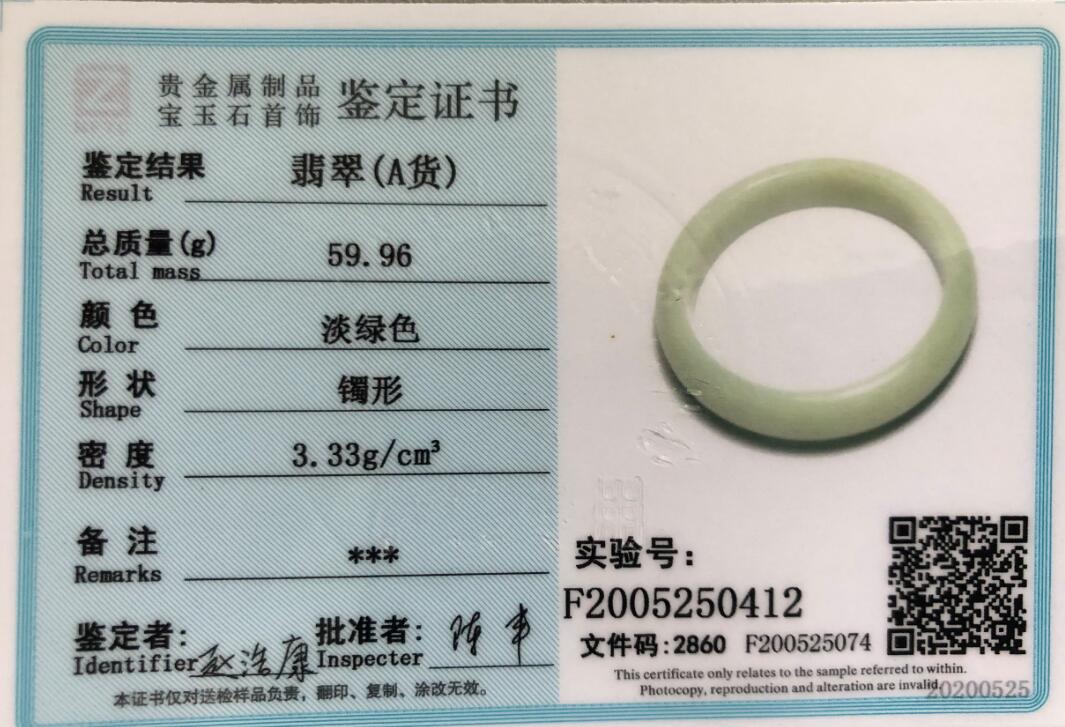 贵金属制品
宝玉石首饰
鉴定证书
鉴定结果 翡翠(A货)
Result
总质量(g) 59.96
Total mass
颜 色 淡绿色
Color
形 状 镯形
Shape
密 度 3.33g/cm³
Density
备 注 ***
Remarks
鉴定者: 赵浩康 批准者:
Identifier Inspecter
本证书仅对送检样品负责，翻印、复制、涂改无效。
实验号:
F2005250412
文件码:2860 F200525074
This certificate only relates to the sample referred to within.
Photocopy, reproduction and alteration are invalid.
20200525